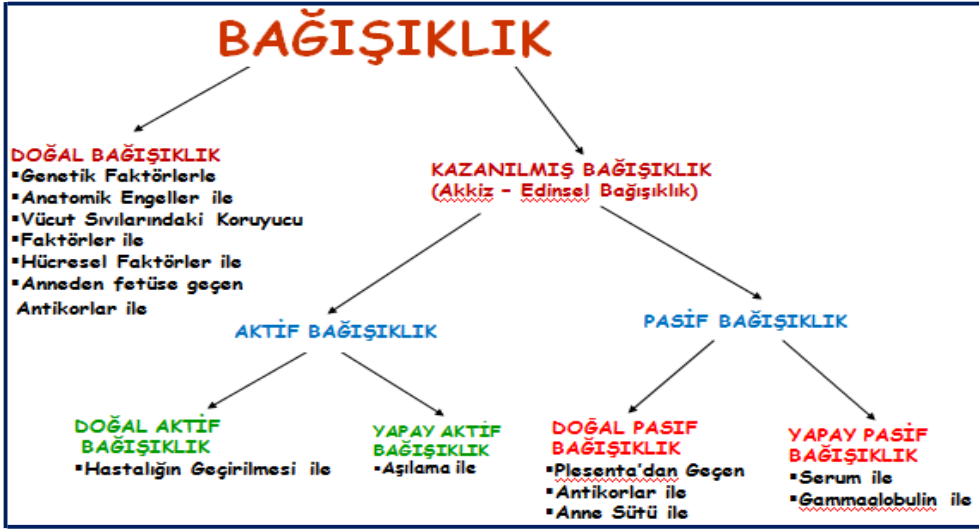 BAĞIŞIKLIK
DOĞAL BAĞIŞIKLIK
▪Genetik Faktörlerle
▪Anatomik Engeller ile
▪Vücut Sıvılarındaki Koruyucu
▪Faktörler ile
▪Hücresel Faktörler ile
▪Anneden fetüse geçen
Antikorlar ile
KAZANILMIŞ BAĞIŞIKLIK
(Akkiz – Edinsel Bağışıklık)
AKTİF BAĞIŞIKLIK
PASİF BAĞIŞIKLIK
DOĞAL AKTİF
BAĞIŞIKLIK
▪Hastalığın Geçirilmesi ile
YAPAY AKTİF
BAĞIŞIKLIK
▪Aşılama ile
DOĞAL PASIF
BAĞIŞIKLIK
▪Plesenta’dan Geçen
▪Antikorlar ile
▪Anne Sütü ile
YAPAY PASİF
BAĞIŞIKLIK
▪Serum ile
▪Gammaglobulin ile